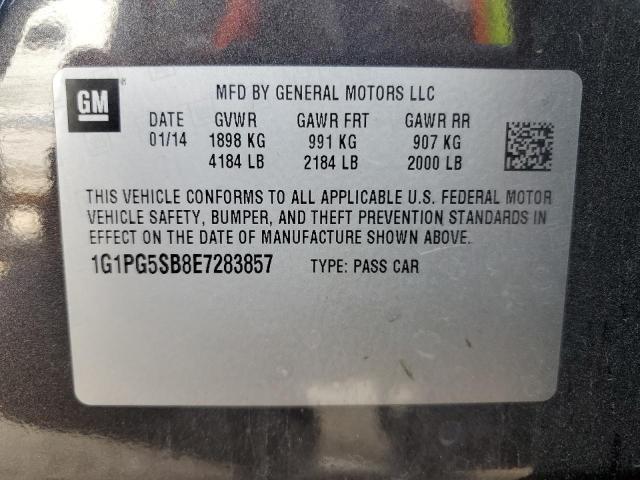 GM
MFD BY GENERAL MOTORS LLC
DATE GVWR GAWR FRT GAWR RR
01/14 1898 KG 991 KG 907 KG
4184 LB 2184 LB 2000 LB
THIS VEHICLE CONFORMS TO ALL APPLICABLE U.S. FEDERAL MOTOR
VEHICLE SAFETY, BUMPER, AND THEFT PREVENTION STANDARDS IN
EFFECT ON THE DATE OF MANUFACTURE SHOWN ABOVE.
1G1PG5SB8E7283857 TYPE: PASS CAR